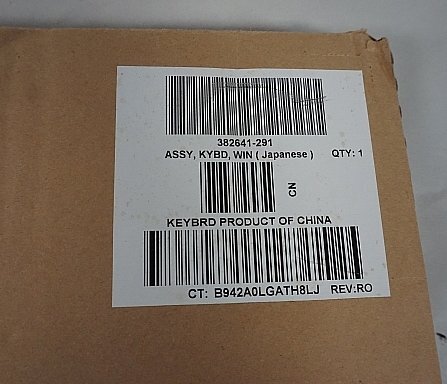 382641-291
ASSY, KYBD, WIN ( Japanese ) QTY: 1
CN
KEYBRD PRODUCT OF CHINA
CT: B942A0LGATH8LJ REV:RO